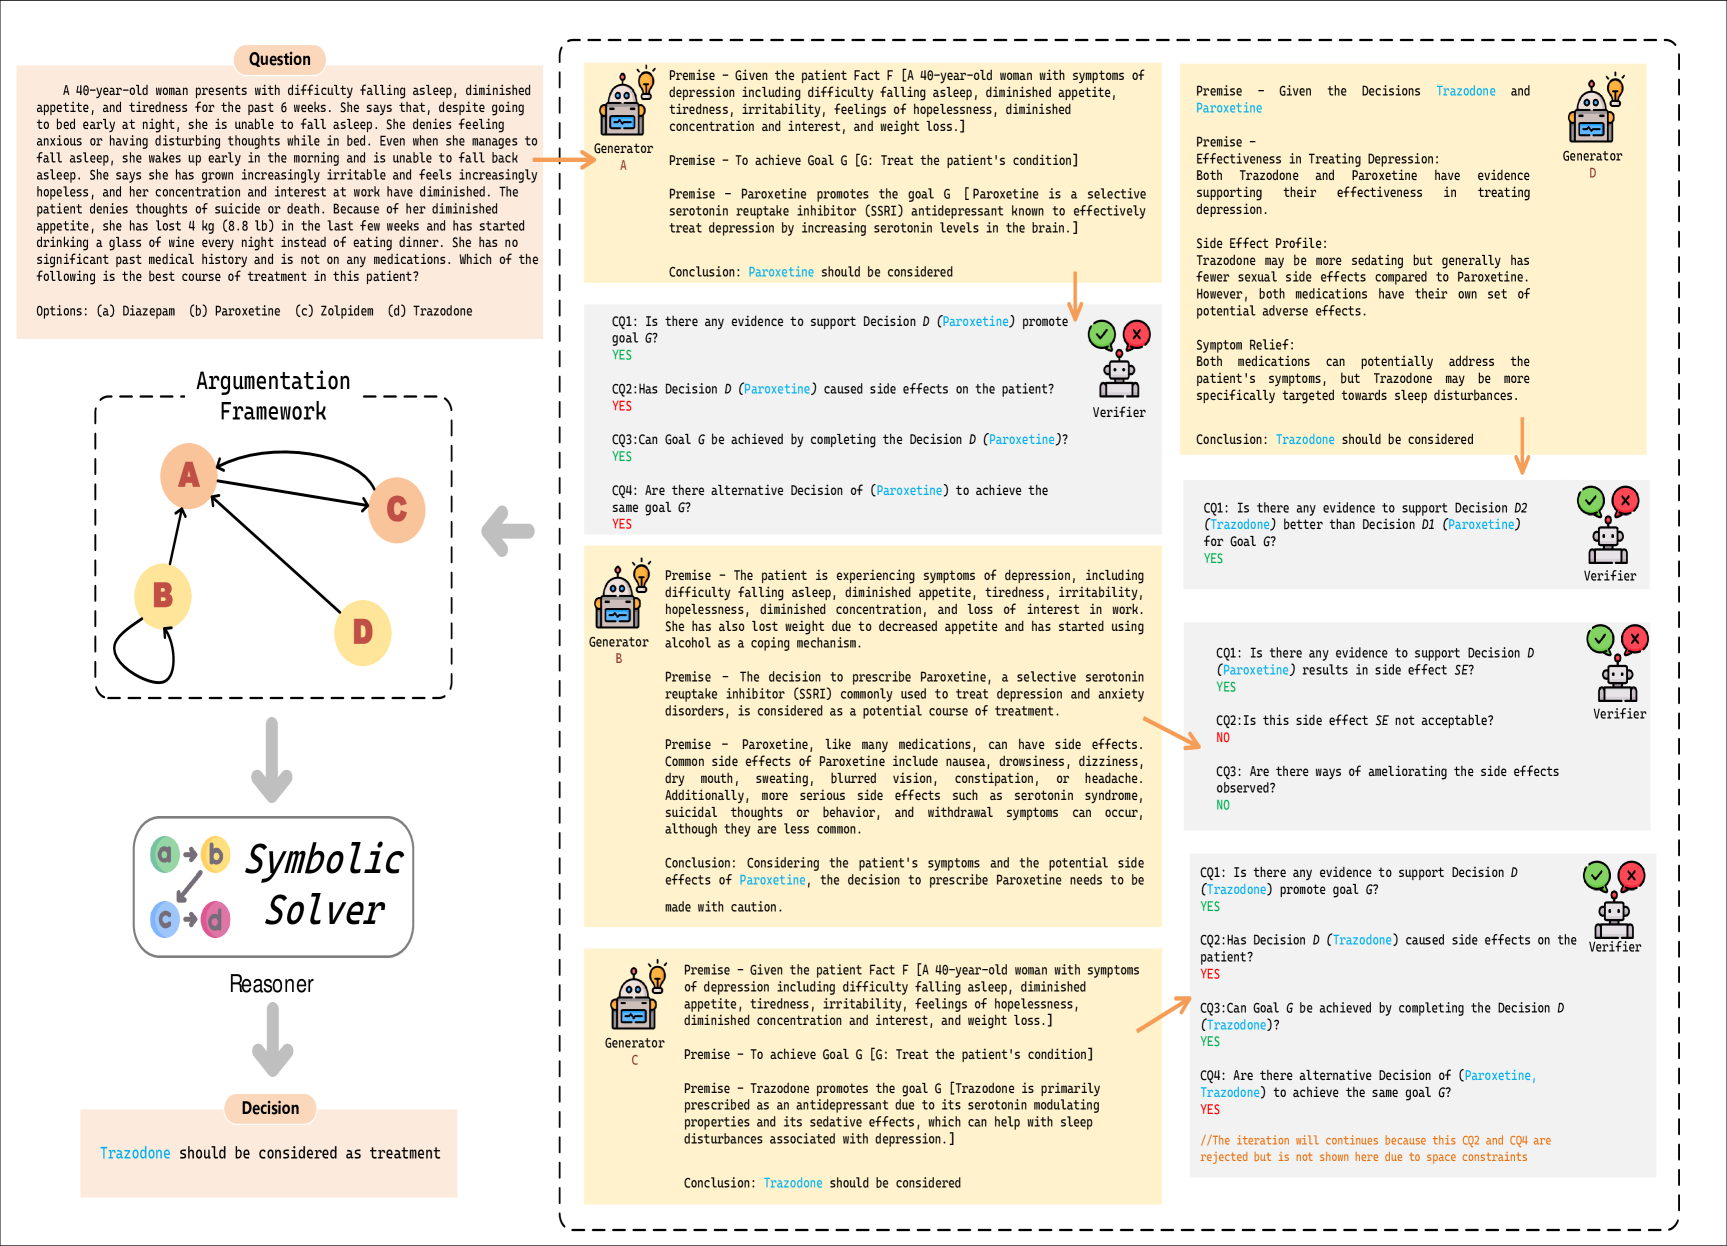 Question
A 40-year-old woman presents with difficulty falling asleep, diminished
appetite, and tiredness for the past 6 weeks. She says that, despite going
to bed early at night, she is unable to fall asleep. She denies feeling
anxious or having disturbing thoughts while in bed. Even when she manages to
fall asleep, she wakes up early in the morning and is unable to fall back
asleep. She says she has grown increasingly irritable and feels increasingly
hopeless, and her concentration and interest at work have diminished. The
patient denies thoughts of suicide or death. Because of her diminished
appetite, she has lost 4 kg (8.8 lb) in the last few weeks and has started
drinking a glass of wine every night instead of eating dinner. She has no
significant past medical history and is not on any medications. Which of the
following is the best course of treatment in this patient?
Options: (a) Diazepam (b) Paroxetine (c) Zolpidem (d) Trazodone
Argumentation
Framework
A
C
B
D
a
b
c
d
Symbolic
Solver
Reasoner
Decision
Trazodone should be considered as treatment
Generator
A
Premise – Given the patient Fact F [A 40-year-old woman with symptoms of
depression including difficulty falling asleep, diminished appetite,
tiredness, irritability, feelings of hopelessness, diminished
concentration and interest, and weight loss.]
Premise – To achieve Goal G [G: Treat the patient's condition]
Premise – Paroxetine promotes the goal G [Paroxetine is a selective
serotonin reuptake inhibitor (SSRI) antidepressant known to effectively
treat depression by increasing serotonin levels in the brain.]
Conclusion: Paroxetine should be considered
CQ1: Is there any evidence to support Decision D (Paroxetine) promote
goal G?
YES
CQ2:Has Decision D (Paroxetine) caused side effects on the patient?
YES
CQ3:Can Goal G be achieved by completing the Decision D (Paroxetine)?
YES
CQ4: Are there alternative Decision of (Paroxetine) to achieve the
same goal G?
YES
Verifier
Generator
B
Premise – The patient is experiencing symptoms of depression, including
difficulty falling asleep, diminished appetite, tiredness, irritability,
hopelessness, diminished concentration, and loss of interest in work.
She has also lost weight due to decreased appetite and has started using
alcohol as a coping mechanism.
Premise – The decision to prescribe Paroxetine, a selective serotonin
reuptake inhibitor (SSRI) commonly used to treat depression and anxiety
disorders, is considered as a potential course of treatment.
Premise – Paroxetine, like many medications, can have side effects.
Common side effects of Paroxetine include nausea, drowsiness, dizziness,
dry mouth, sweating, blurred vision, constipation, or headache.
Additionally, more serious side effects such as serotonin syndrome,
suicidal thoughts or behavior, and withdrawal symptoms can occur,
although they are less common.
Conclusion: Considering the patient's symptoms and the potential side
effects of Paroxetine, the decision to prescribe Paroxetine needs to be
made with caution.
Generator
C
Premise – Given the patient Fact F [A 40-year-old woman with symptoms
of depression including difficulty falling asleep, diminished
appetite, tiredness, irritability, feelings of hopelessness,
diminished concentration and interest, and weight loss.]
Premise – To achieve Goal G [G: Treat the patient's condition]
Premise – Trazodone promotes the goal G [Trazodone is primarily
prescribed as an antidepressant due to its serotonin modulating
properties and its sedative effects, which can help with sleep
disturbances associated with depression.]
Conclusion: Trazodone should be considered
Premise – Given the Decisions Trazodone and
Paroxetine
Premise –
Effectiveness in Treating Depression:
Both Trazodone and Paroxetine have evidence
supporting their effectiveness in treating
depression.
Side Effect Profile:
Trazodone may be more sedating but generally has
fewer sexual side effects compared to Paroxetine.
However, both medications have their own set of
potential adverse effects.
Symptom Relief:
Both medications can potentially address the
patient's symptoms, but Trazodone may be more
specifically targeted towards sleep disturbances.
Conclusion: Trazodone should be considered
Generator
D
CQ1: Is there any evidence to support Decision D2
(Trazodone) better than Decision D1 (Paroxetine)
for Goal G?
YES
Verifier
CQ1: Is there any evidence to support Decision D
(Paroxetine) results in side effect SE?
YES
CQ2:Is this side effect SE not acceptable?
NO
CQ3: Are there ways of ameliorating the side effects
observed?
NO
Verifier
CQ1: Is there any evidence to support Decision D
(Trazodone) promote goal G?
YES
CQ2:Has Decision D (Trazodone) caused side effects on the
patient?
YES
CQ3:Can Goal G be achieved by completing the Decision D
(Trazodone)?
YES
CQ4: Are there alternative Decision of (Paroxetine,
Trazodone) to achieve the same goal G?
YES
//The iteration will continues because this CQ2 and CQ4 are
rejected but is not shown here due to space constraints
Verifier